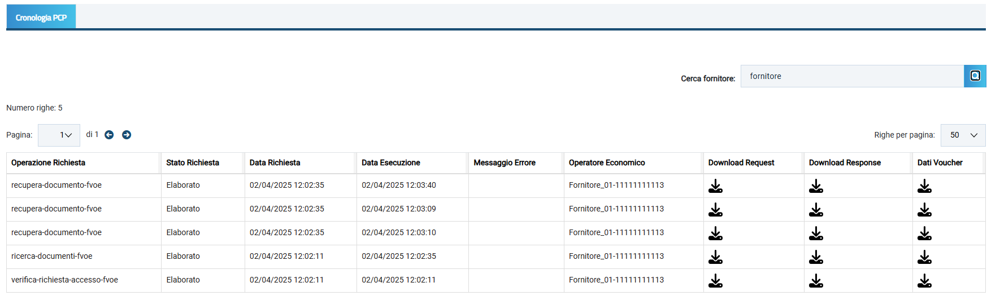 Cronologia PCP
Cerca fornitore: fornitore
Numero righe: 5
Pagina: 1 di 1 Righe per pagina: 50
Operazione Richiesta Stato Richiesta Data Richiesta Data Esecuzione Messaggio Errore Operatore Economico Download Request Download Response Dati Voucher
recupera-documento-fvoe Elaborato 02/04/2025 12:02:35 02/04/2025 12:03:40 Fornitore_01-11111111113
recupera-documento-fvoe Elaborato 02/04/2025 12:02:35 02/04/2025 12:03:09 Fornitore_01-11111111113
recupera-documento-fvoe Elaborato 02/04/2025 12:02:35 02/04/2025 12:03:10 Fornitore_01-11111111113
ricerca-documenti-fvoe Elaborato 02/04/2025 12:02:11 02/04/2025 12:02:35 Fornitore_01-11111111113
verifica-richiesta-accesso-fvoe Elaborato 02/04/2025 12:02:11 02/04/2025 12:02:11 Fornitore_01-11111111113